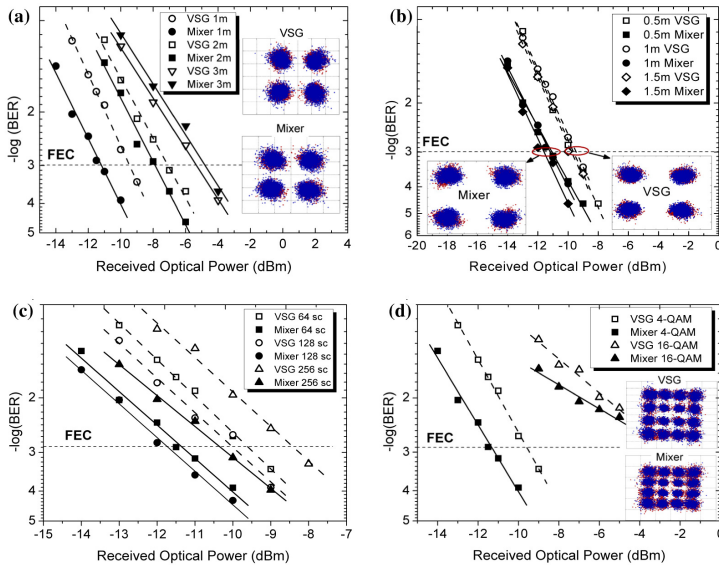 (a)
VSG 1m
Mixer 1m
VSG 2m
Mixer 2m
VSG 3m
Mixer 3m
VSG
Mixer
FEC
-log(BER)
2
3
4
5
-14 -12 -10 -8 -6 -4 -2 0 2 4
Received Optical Power (dBm)
(b)
0.5m VSG
0.5m Mixer
1m VSG
1m Mixer
1.5m VSG
1.5m Mixer
FEC
Mixer
VSG
-log(BER)
2
3
4
5
6
-20 -18 -16 -14 -12 -10 -8 -6 -4 -2
Received Optical Power (dBm)
(c)
VSG 64 sc
Mixer 64 sc
VSG 128 sc
Mixer 128 sc
VSG 256 sc
Mixer 256 sc
FEC
-log(BER)
2
3
4
5
-15 -14 -13 -12 -11 -10 -9 -8 -7
Received Optical Power (dBm)
(d)
VSG 4-QAM
Mixer 4-QAM
VSG 16-QAM
Mixer 16-QAM
VSG
Mixer
FEC
-log(BER)
2
3
4
5
-14 -12 -10 -8 -6 -4 -2 0
Received Optical Power (dBm)